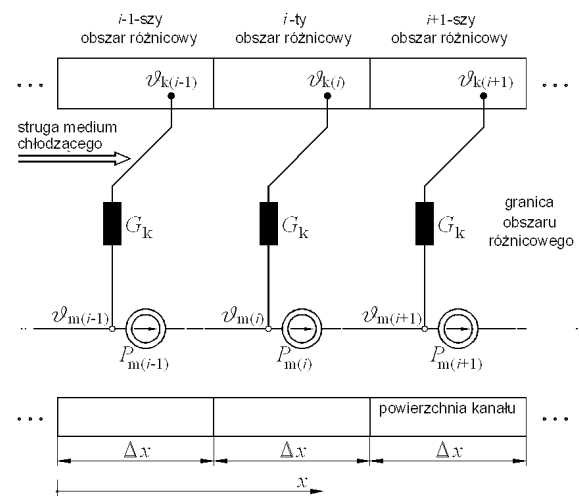 i-1-szy i-ty i+1-szy
obszar różnicowy obszar różnicowy obszar różnicowy
ϑk(i-1) ϑk(i) ϑk(i+1)
... ...
struga medium
chłodzącego
granica
obszaru
różnicowego
Gk Gk Gk
ϑm(i-1) ϑm(i) ϑm(i+1)
Pm(i-1) Pm(i) Pm(i+1)
... powierzchnia kanału ...
Δx Δx Δx
x